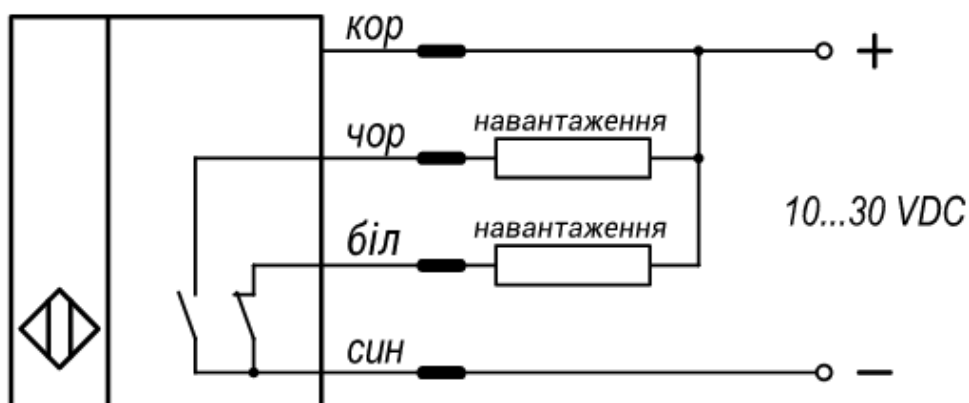 кор
+
чор
навантаження
10...30 VDC
біл
навантаження
син
−